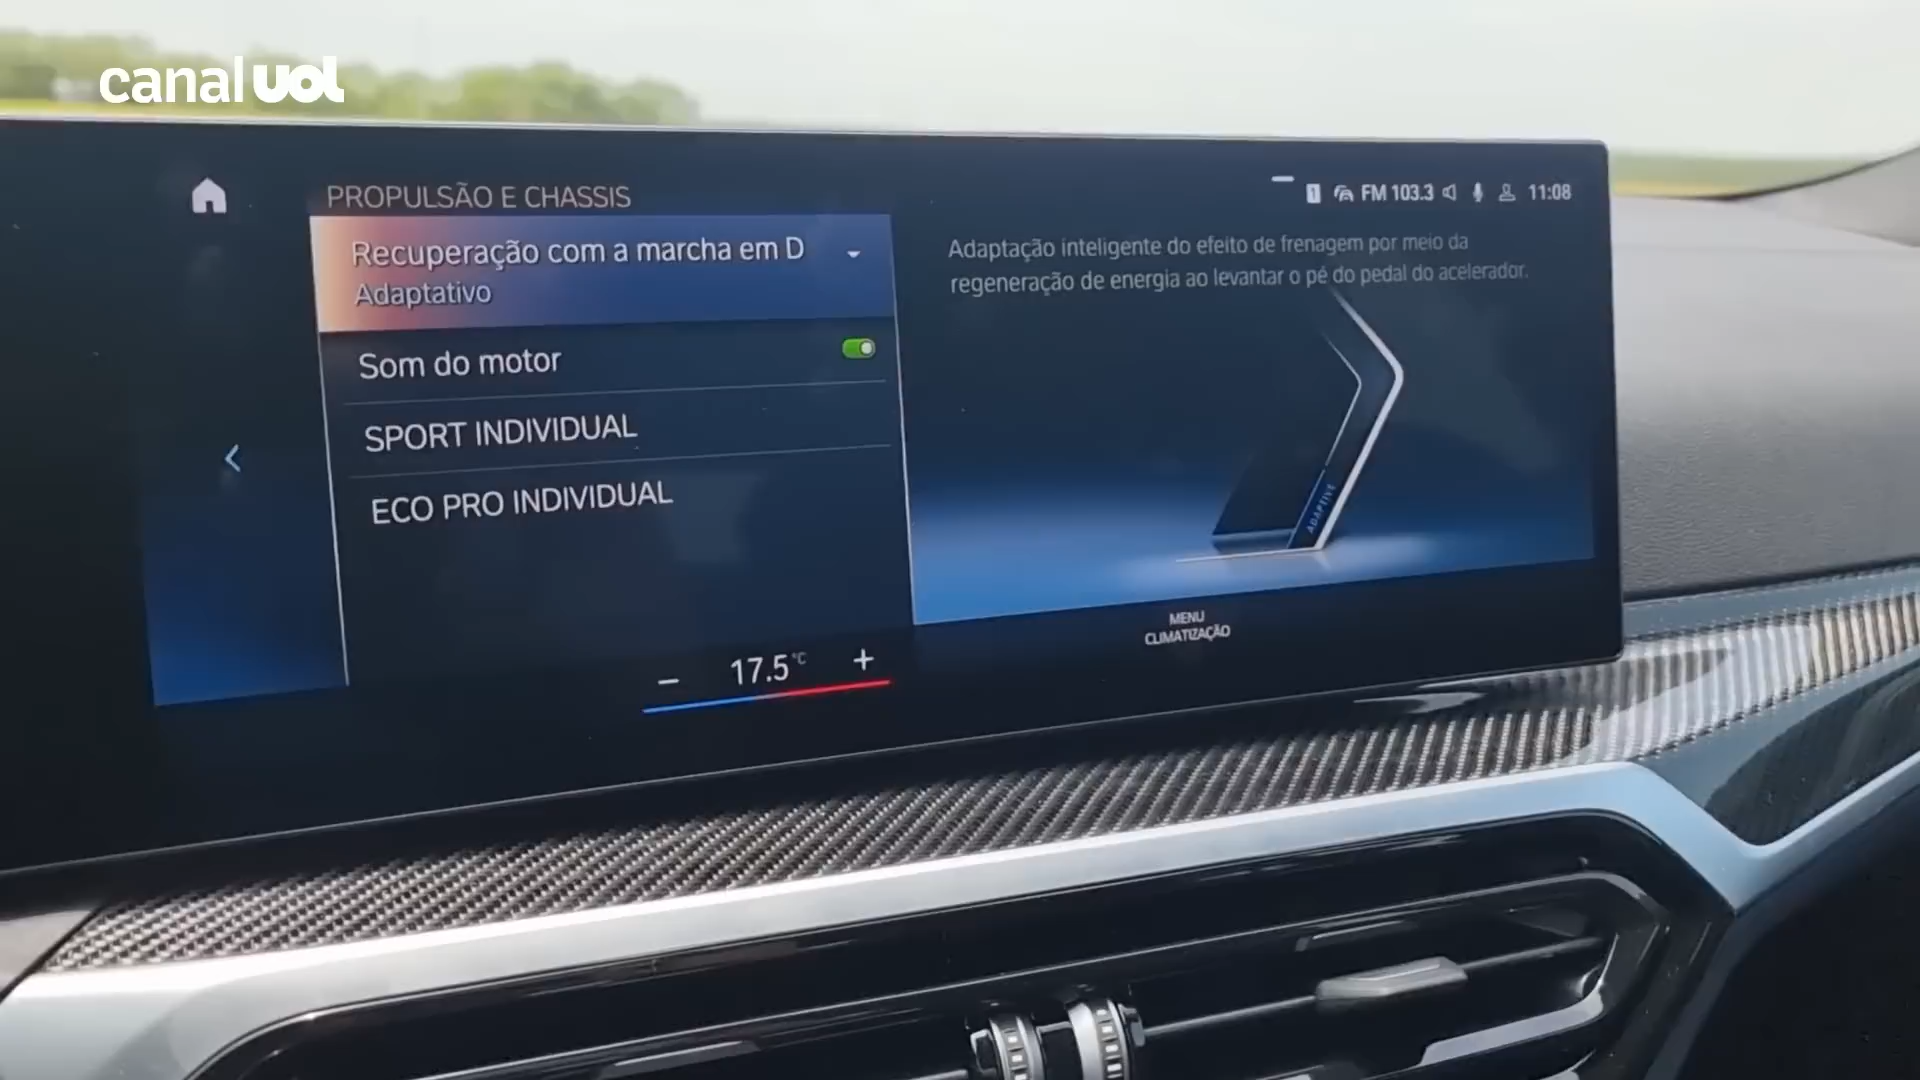 canal uol
PROPULSÃO E CHASSIS
1 FM 103.3 11:08
Recuperação com a marcha em D
Adaptativo
Som do motor
SPORT INDIVIDUAL
ECO PRO INDIVIDUAL
Adaptação inteligente do efeito de frenagem por meio da
regeneração de energia ao levantar o pé do pedal do acelerador.
ADAPTIVE
− 17.5°C +
MENU
CLIMATIZAÇÃO